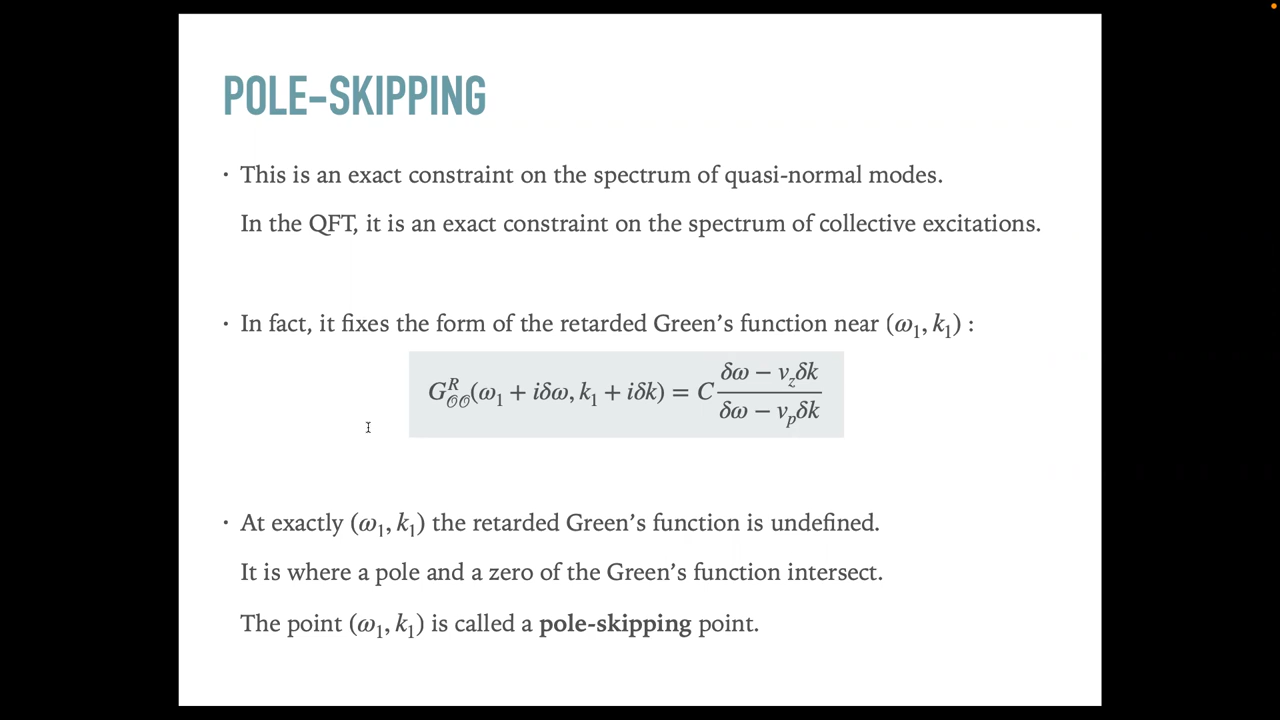 POLE-SKIPPING
· This is an exact constraint on the spectrum of quasi-normal modes.
In the QFT, it is an exact constraint on the spectrum of collective excitations.
· In fact, it fixes the form of the retarded Green’s function near (ω₁, k₁) :
G^R_{𝒪𝒪}(ω₁ + iδω, k₁ + iδk) = C \frac{δω − v_z δk}{δω − v_p δk}
· At exactly (ω₁, k₁) the retarded Green’s function is undefined.
It is where a pole and a zero of the Green’s function intersect.
The point (ω₁, k₁) is called a pole-skipping point.